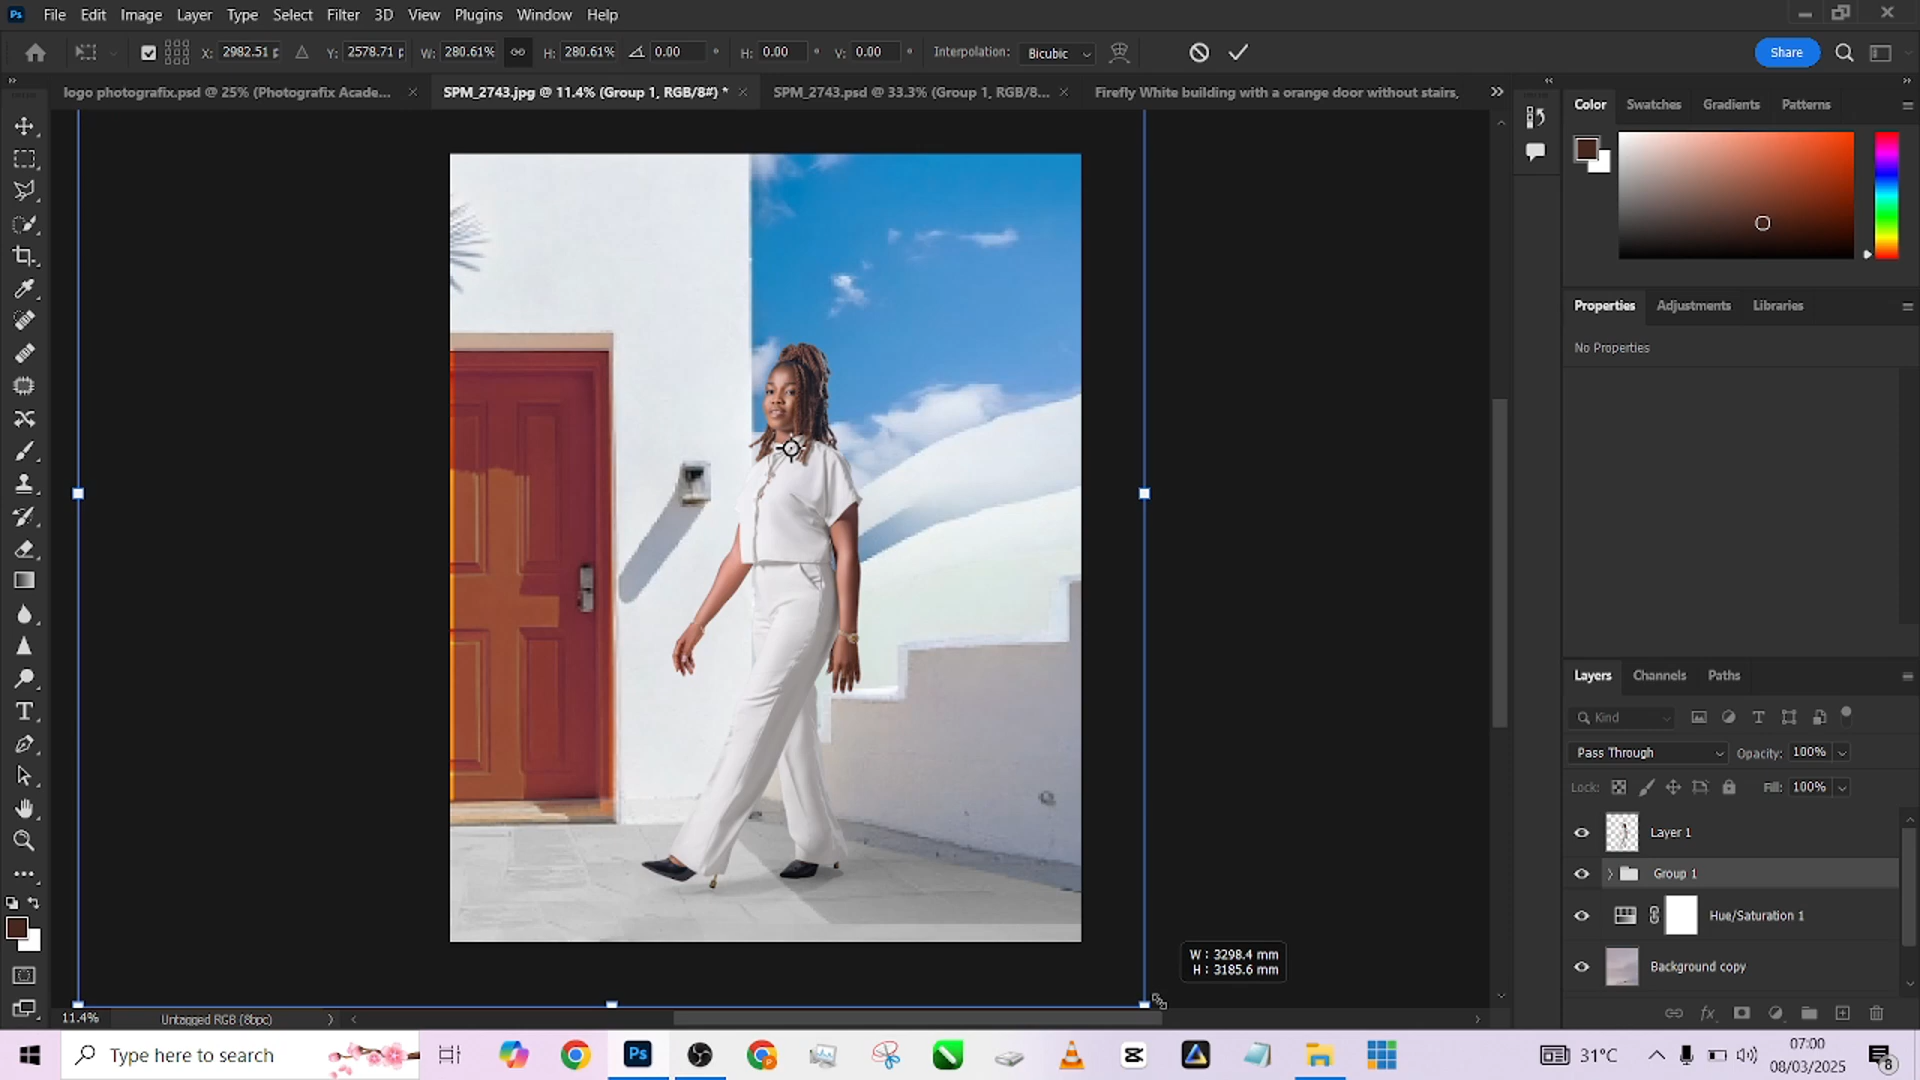 Ps File Edit Image Layer Type Select Filter 3D View Plugins Window Help
X: 2982.51 p Y: 2578.71 p W: 280.61% H: 280.61% 0.00 ° H: 0.00 ° V: 0.00 ° Interpolation: Bicubic Share
logo photografix.psd @ 25% (Photografix Acade... SPM_2743.jpg @ 11.4% (Group 1, RGB/8#) * SPM_2743.psd @ 33.3% (Group 1, RGB/8... Firefly White building with a orange door without stairs,
Color Swatches Gradients Patterns
Properties Adjustments Libraries
No Properties
Layers Channels Paths
Kind
Pass Through Opacity: 100%
Lock: Fill: 100%
Layer 1
Group 1
Hue/Saturation 1
Background copy
W : 3298.4 mm
H : 3185.6 mm
11.4% Untagged RGB (8bpc)
Type here to search
Ps
31°C
07:00
08/03/2025
8